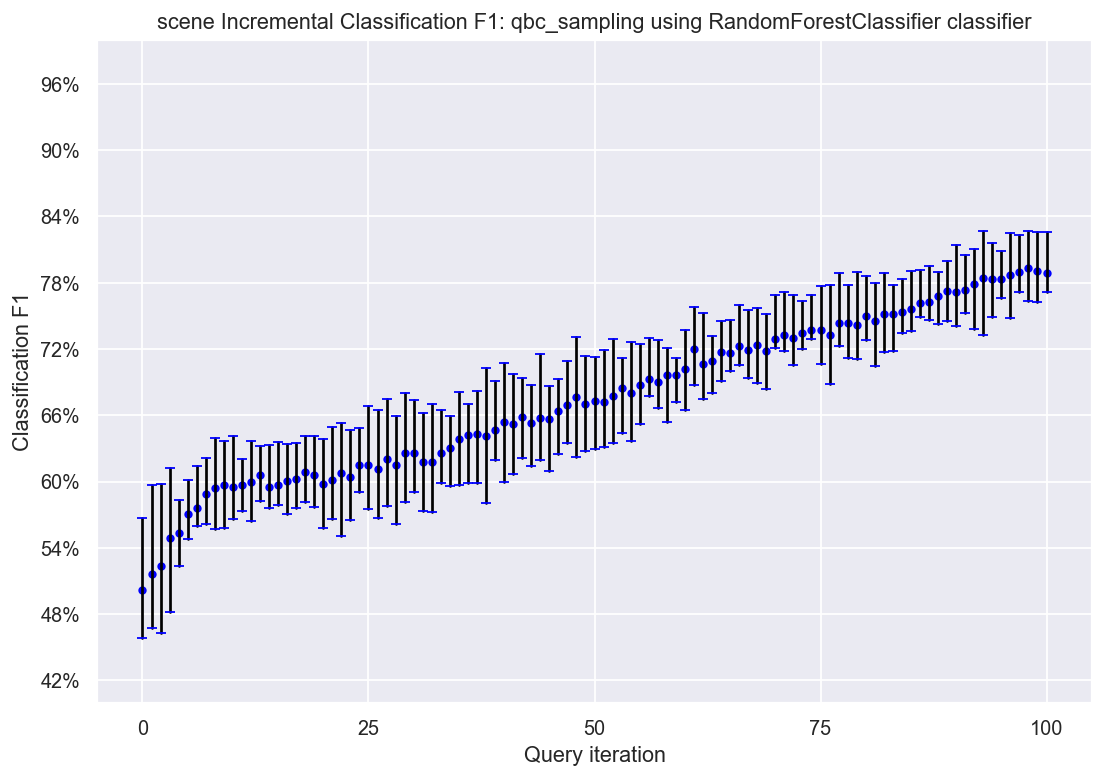 scene Incremental Classification F1: qbc_sampling using RandomForestClassifier classifier
96%
90%
84%
78%
72%
66%
60%
54%
48%
42%
Classification F1
0 25 50 75 100
Query iteration